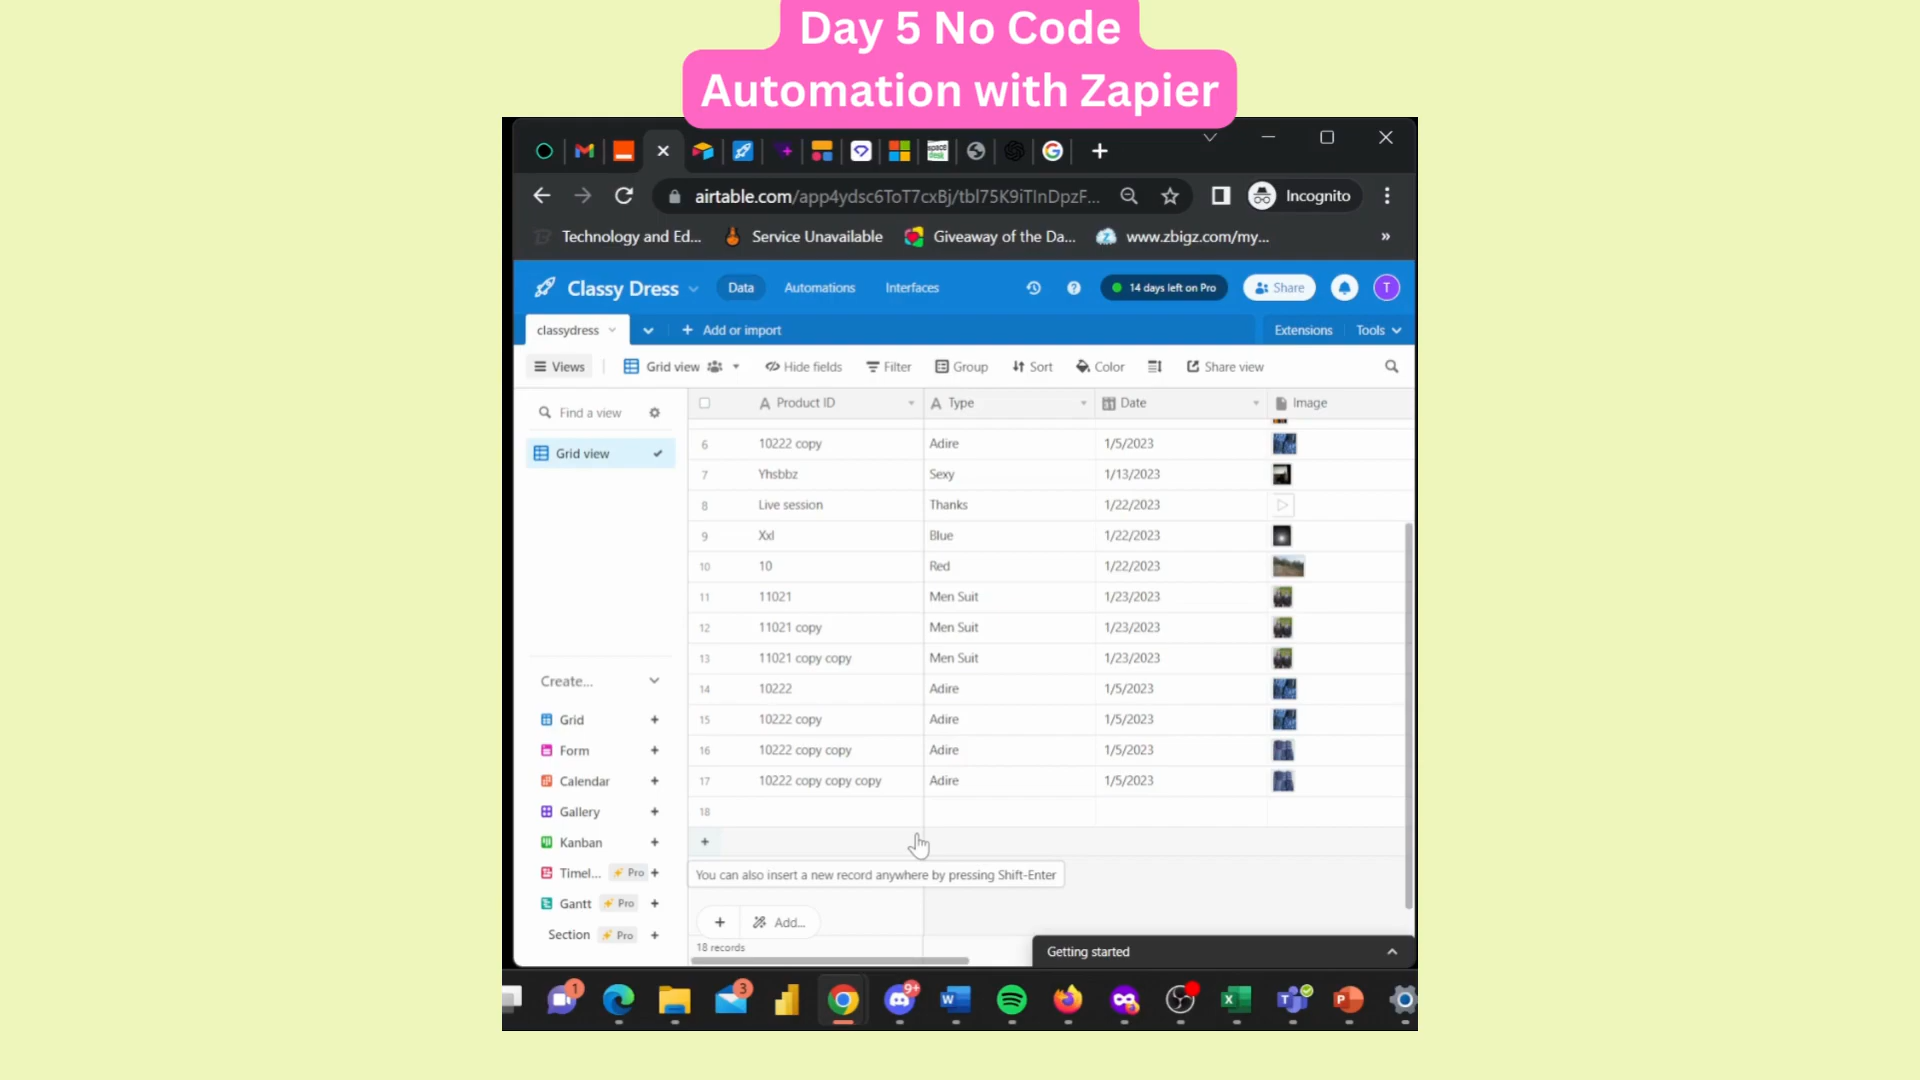 Day 5 No Code
Automation with Zapier
airtable.com/app4ydsc6ToT7cxBj/tbl75K9iTInDpzF...
Incognito
Technology and Ed...
Service Unavailable
Giveaway of the Da...
www.zbigz.com/my...
»
Classy Dress
Data
Automations
Interfaces
14 days left on Pro
Share
T
classydress
Add or import
Extensions
Tools
Views
Grid view
Hide fields
Filter
Group
Sort
Color
Share view
Find a view
Grid view
Product ID Type Date Image
6 10222 copy Adire 1/5/2023
7 Yhsbbz Sexy 1/13/2023
8 Live session Thanks 1/22/2023
9 Xxl Blue 1/22/2023
10 10 Red 1/22/2023
11 11021 Men Suit 1/23/2023
12 11021 copy Men Suit 1/23/2023
13 11021 copy copy Men Suit 1/23/2023
14 10222 Adire 1/5/2023
15 10222 copy Adire 1/5/2023
16 10222 copy copy Adire 1/5/2023
17 10222 copy copy copy Adire 1/5/2023
18
+
You can also insert a new record anywhere by pressing Shift-Enter
+ Add...
18 records
Create...
Grid +
Form +
Calendar +
Gallery +
Kanban +
Timel... Pro +
Gantt Pro +
Section Pro +
Getting started
1
3
9+